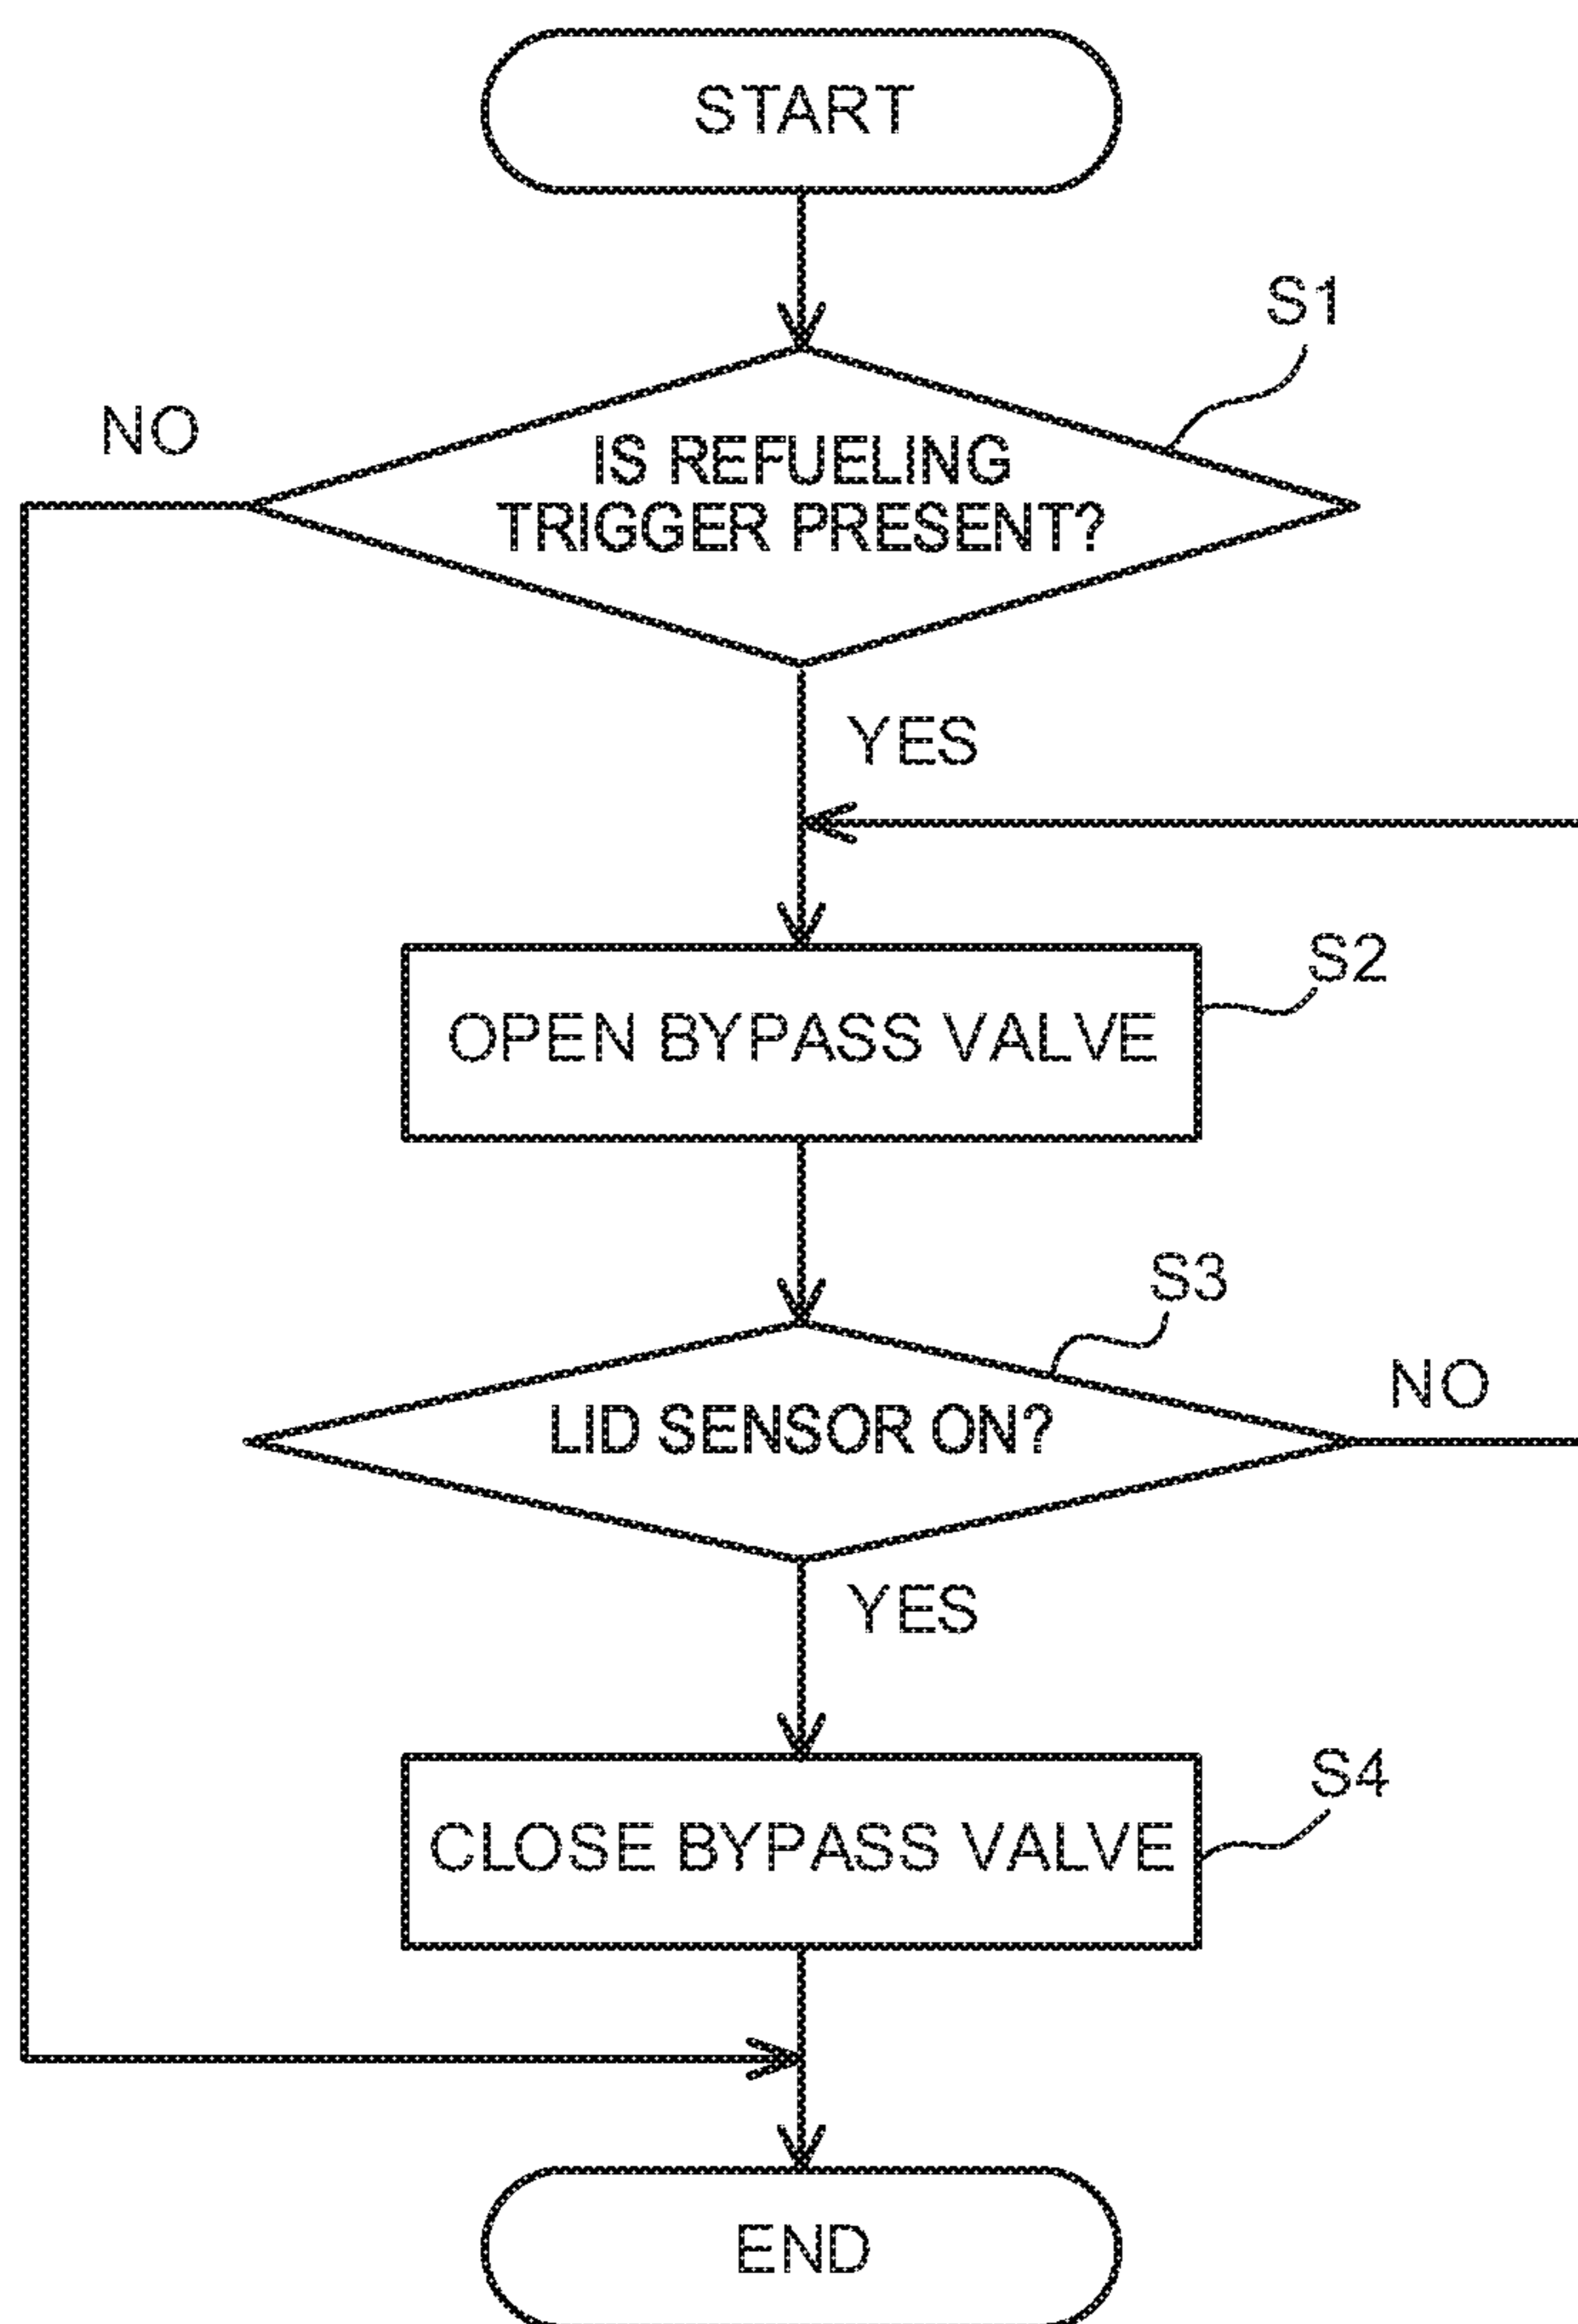 START
S1
NO
IS REFUELING
TRIGGER PRESENT?
YES
S2
OPEN BYPASS VALVE
S3
NO
LID SENSOR ON?
YES
S4
CLOSE BYPASS VALVE
END